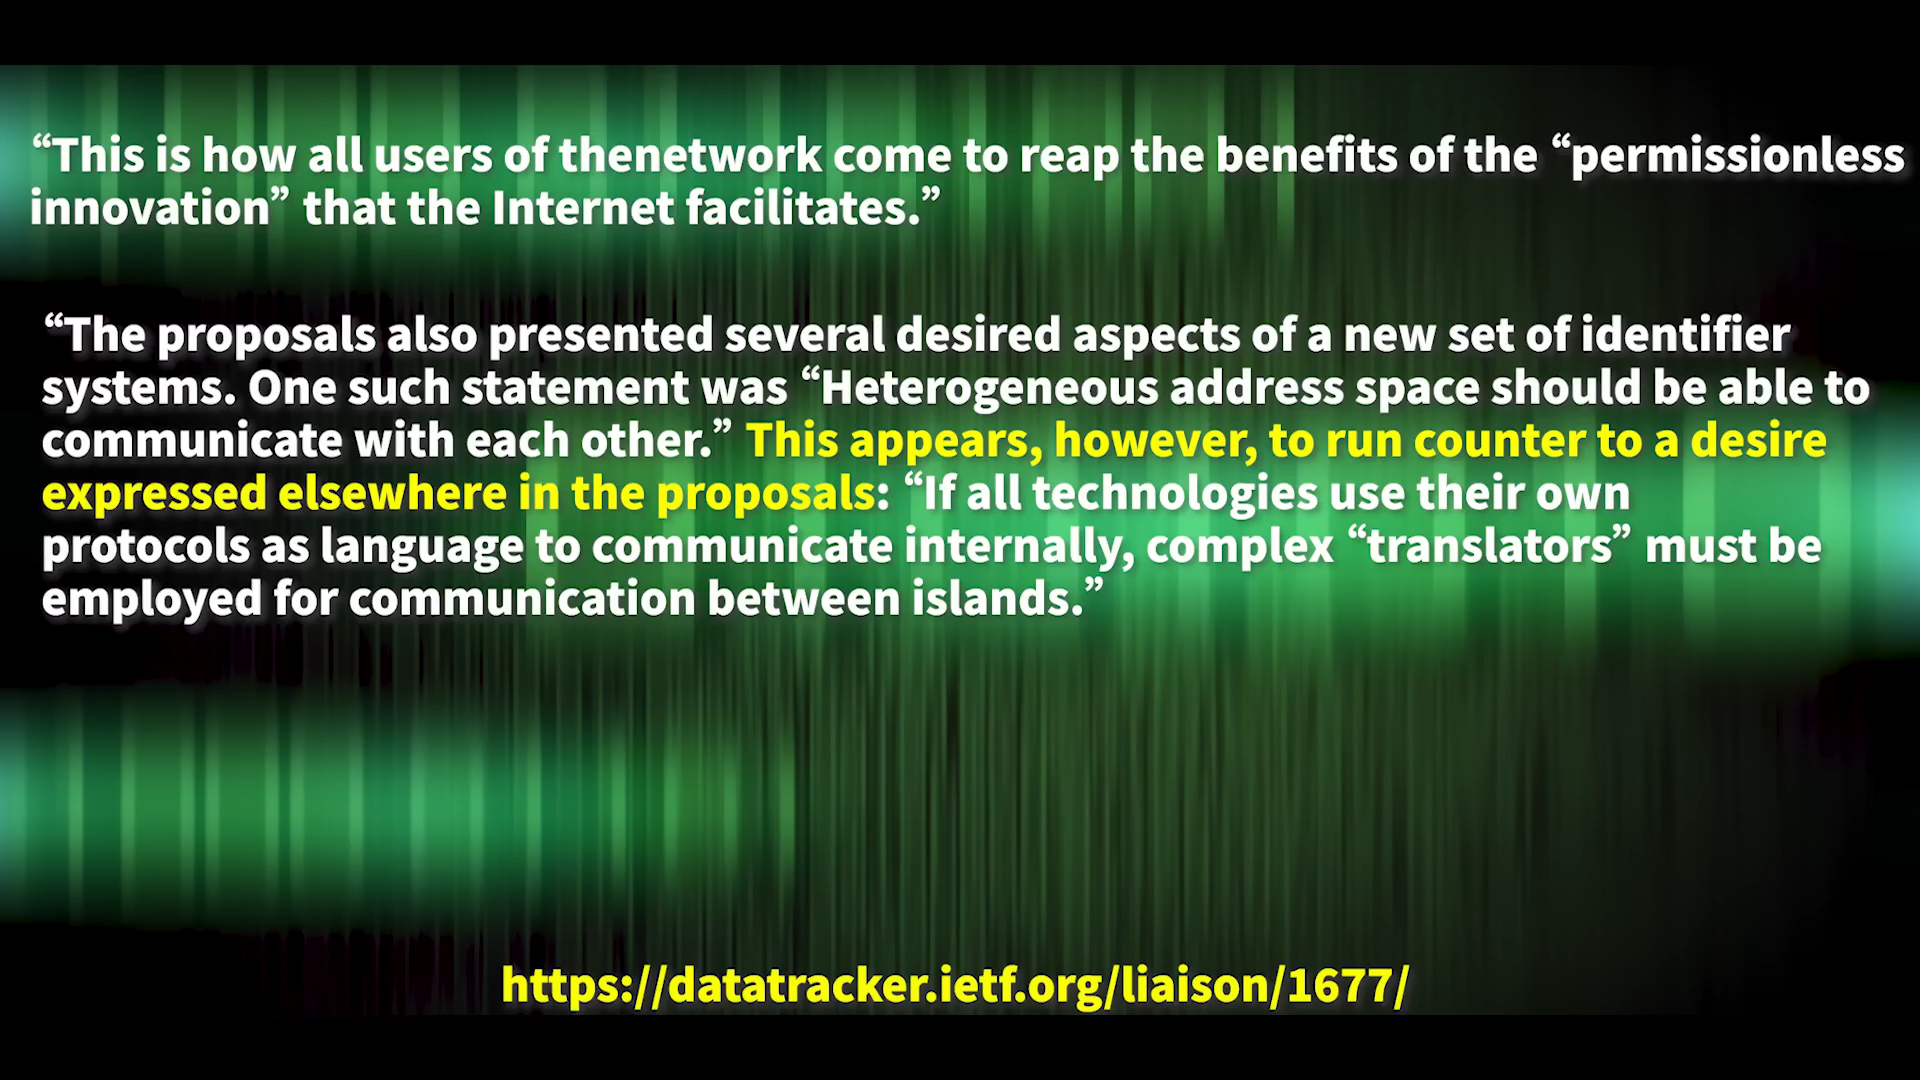 “This is how all users of thenetwork come to reap the benefits of the “permissionless
innovation” that the Internet facilitates.”
“The proposals also presented several desired aspects of a new set of identifier
systems. One such statement was “Heterogeneous address space should be able to
communicate with each other.” This appears, however, to run counter to a desire
expressed elsewhere in the proposals: “If all technologies use their own
protocols as language to communicate internally, complex “translators” must be
employed for communication between islands.”
https://datatracker.ietf.org/liaison/1677/